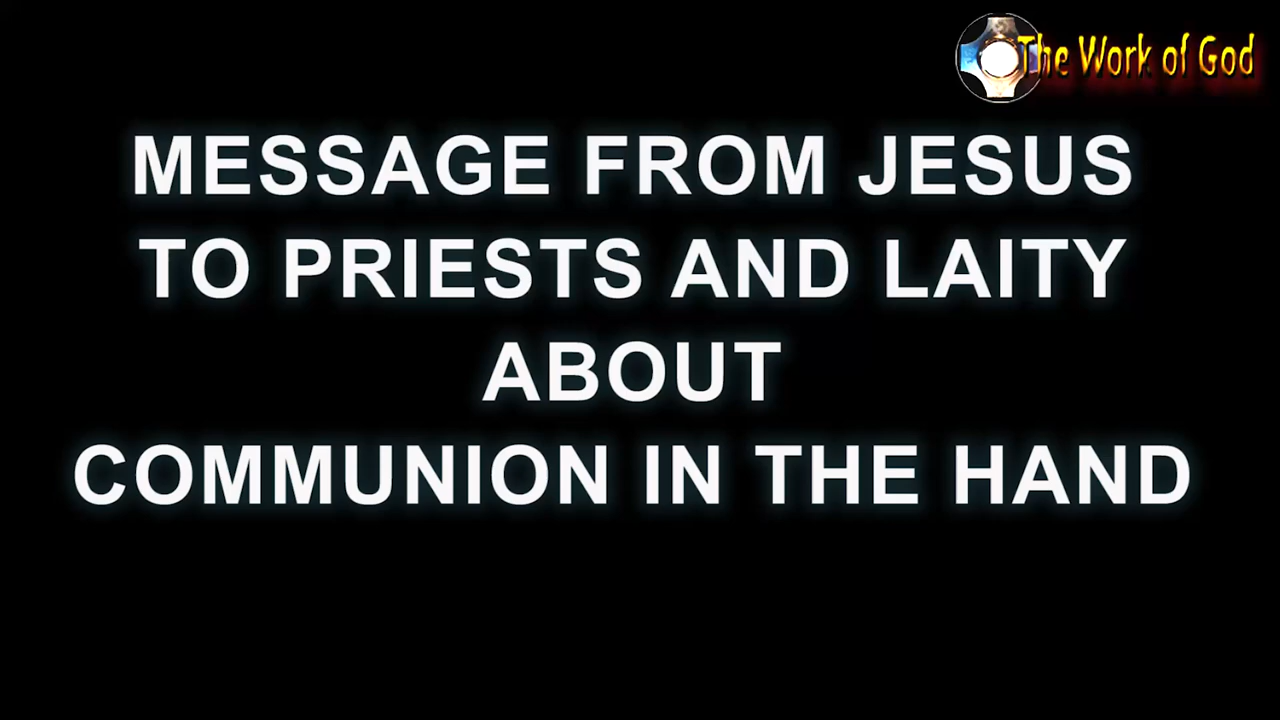 The Work of God
MESSAGE FROM JESUS
TO PRIESTS AND LAITY
ABOUT
COMMUNION IN THE HAND